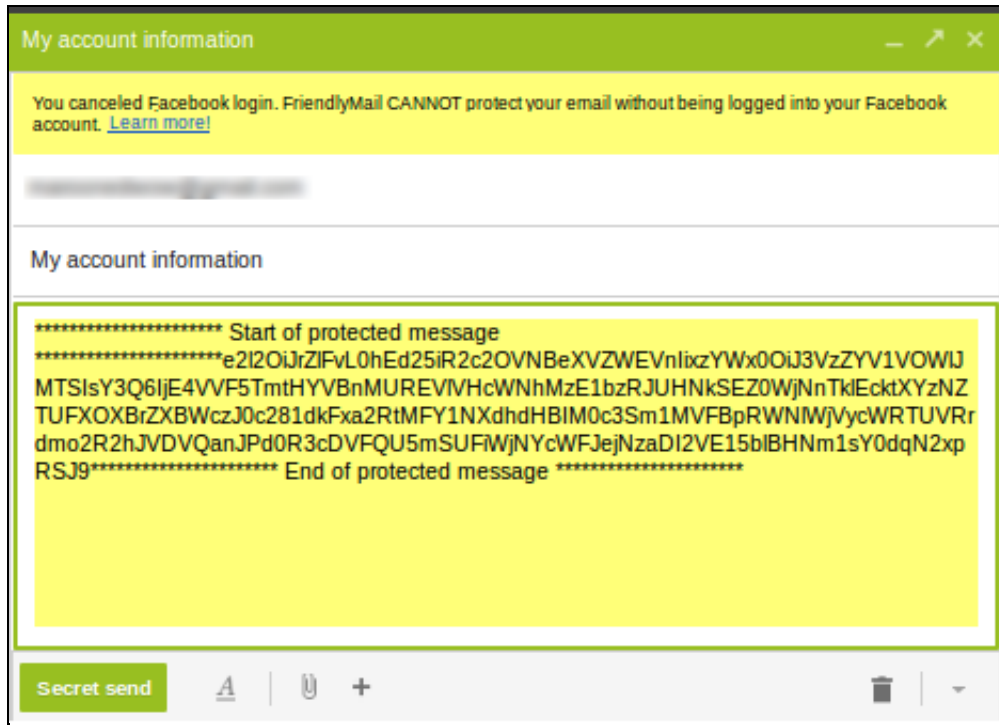 My account information
You canceled Facebook login. FriendlyMail CANNOT protect your email without being logged into your Facebook
account. Learn more!
My account information
********************** Start of protected message
**********************e2l2OiJrZlFvL0hEd25iR2c2OVNBeXVZWEVnIixzYWx0OiJ3VzZYV1VOWlJ
MTSIsY3Q6IjE4VVF5TmtHYVBnMUREVlVHcWNhMzE1bzRJUHNkSEZ0WjNnTklEcktXYzNZ
TUFXOXBrZXBWczJ0c281dkFxa2RtMFY1NXdhdHBIM0c3Sm1MVFBpRWNlWjVycWRTUVRr
dmo2R2hJVDVQanJPd0R3cDVFQU5mSUFiWjNYcWFJejNzaDI2VE15blBHNm1sY0dqN2xp
RSJ9********************** End of protected message **********************
Secret send